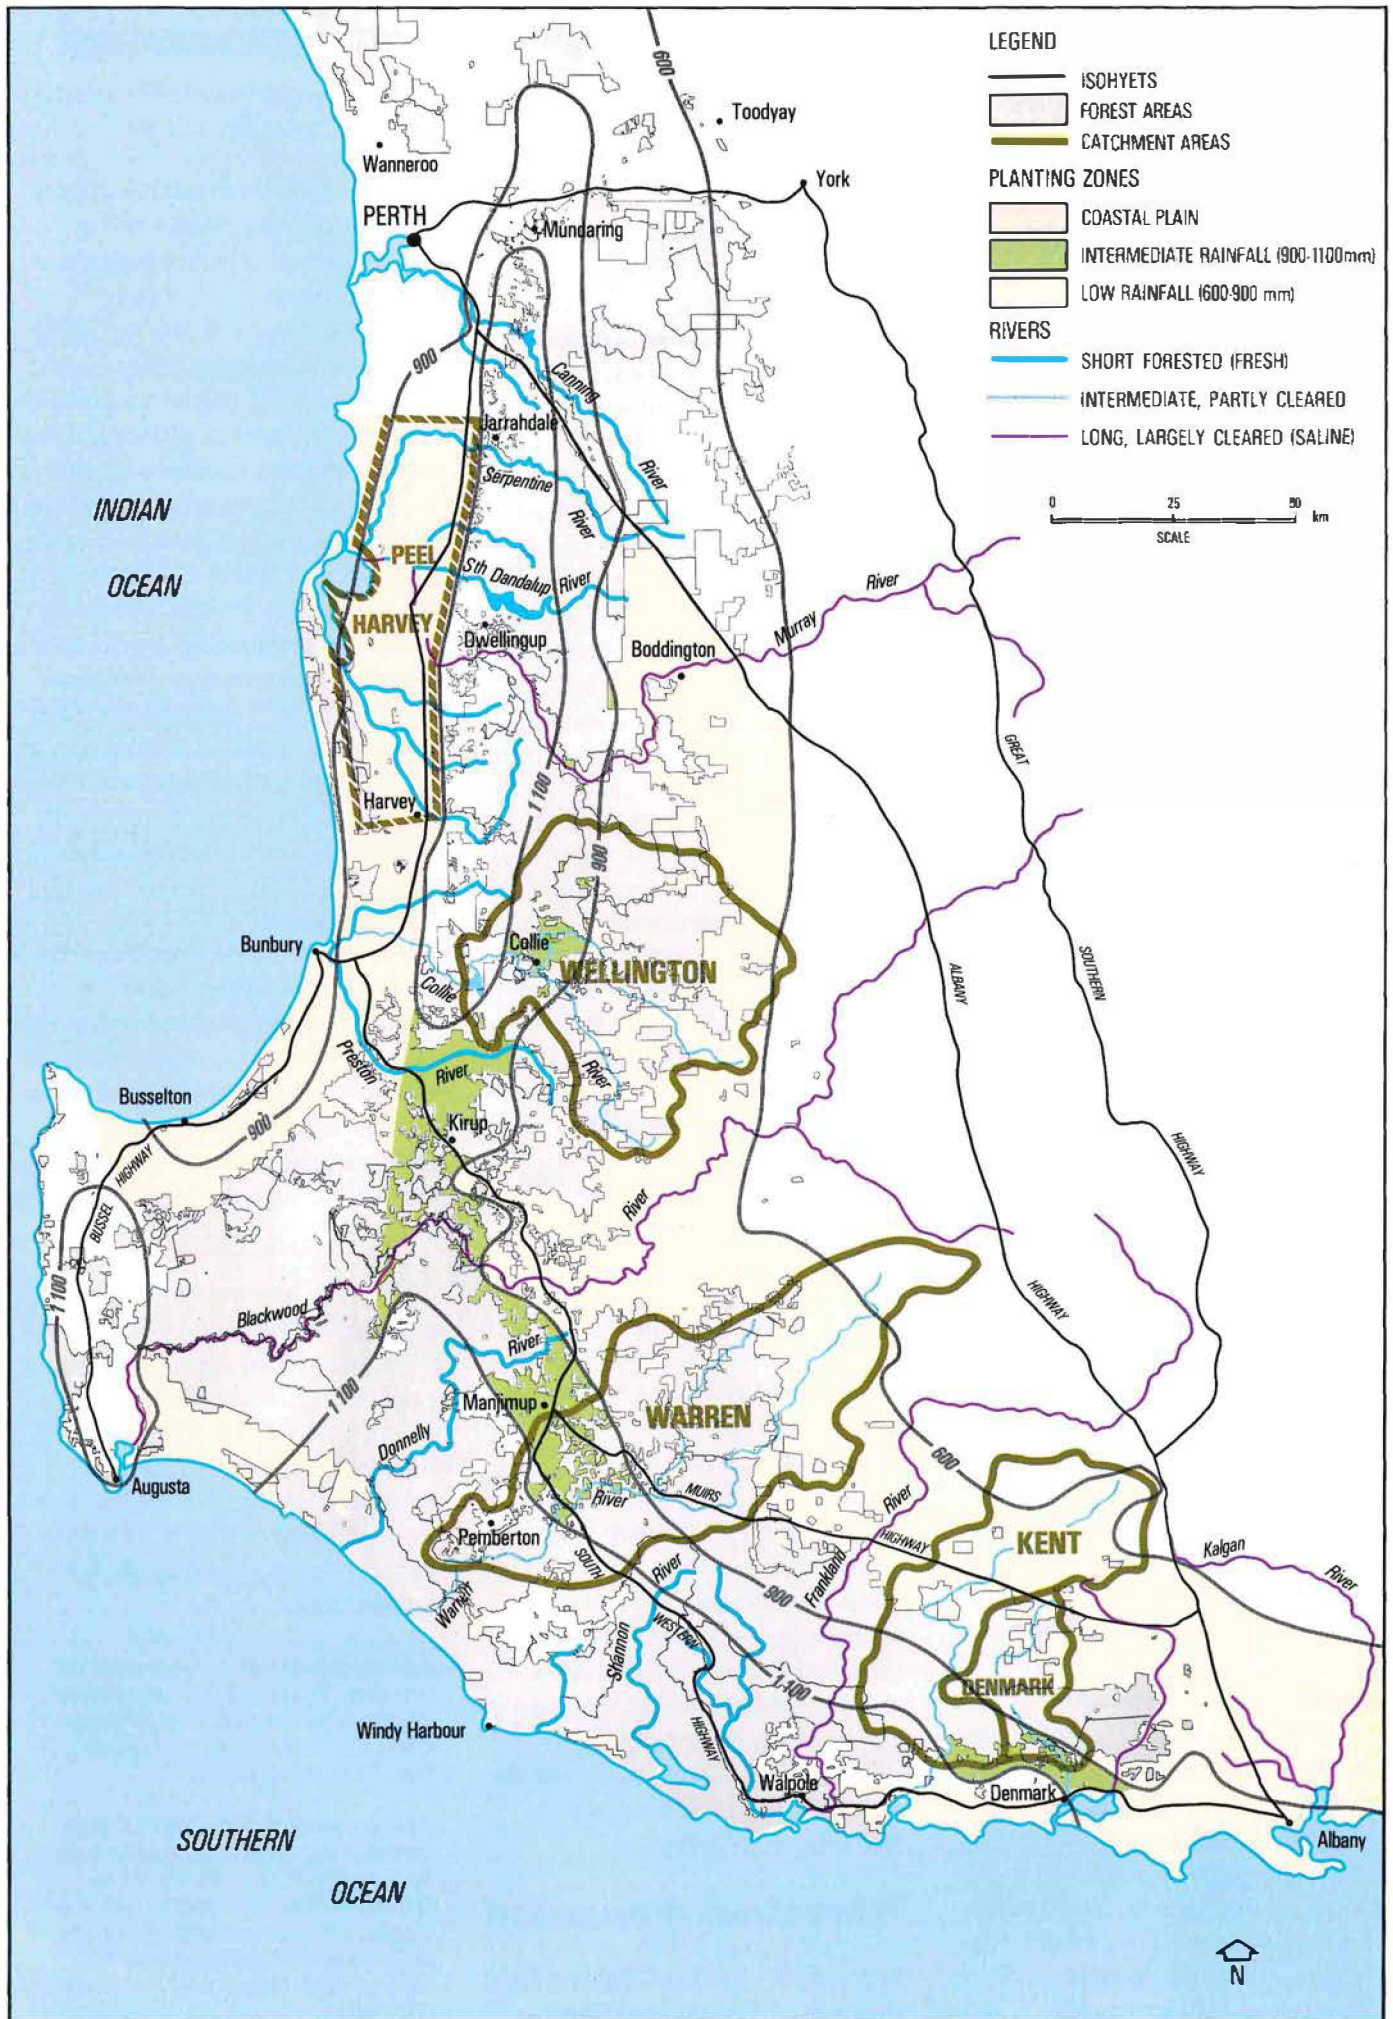 LEGEND
ISOHYETS
FOREST AREAS
CATCHMENT AREAS
PLANTING ZONES
COASTAL PLAIN
INTERMEDIATE RAINFALL (900-1100mm)
LOW RAINFALL (600-900 mm)
RIVERS
SHORT FORESTED (FRESH)
INTERMEDIATE, PARTLY CLEARED
LONG, LARGELY CLEARED (SALINE)
0 25 50 km
SCALE
600
Toodyay
Wanneroo
York
PERTH
Mundaring
900
Canning
River
Jarrahdale
Serpentine
River
INDIAN
OCEAN
PEEL
HARVEY
Sth Dandalup River
Dwellingup
Boddington
Murray
River
GREAT
SOUTHERN
HIGHWAY
1100
900
Harvey
Bunbury
Collie
Collie
River
WELLINGTON
ALBANY
HIGHWAY
Preston
River
Busselton
Kirup
900
BUSSEL
HIGHWAY
1100
River
Blackwood
1100
River
Manjimup
WARREN
Donnelly
600
Augusta
MUIRS
HIGHWAY
River
River
Pemberton
KENT
Kalgan
River
SOUTH
WESTERN
HIGHWAY
River
Frankland
900
Warren
Shannon
1100
DENMARK
Windy Harbour
Walpole
Denmark
Albany
SOUTHERN
OCEAN
N